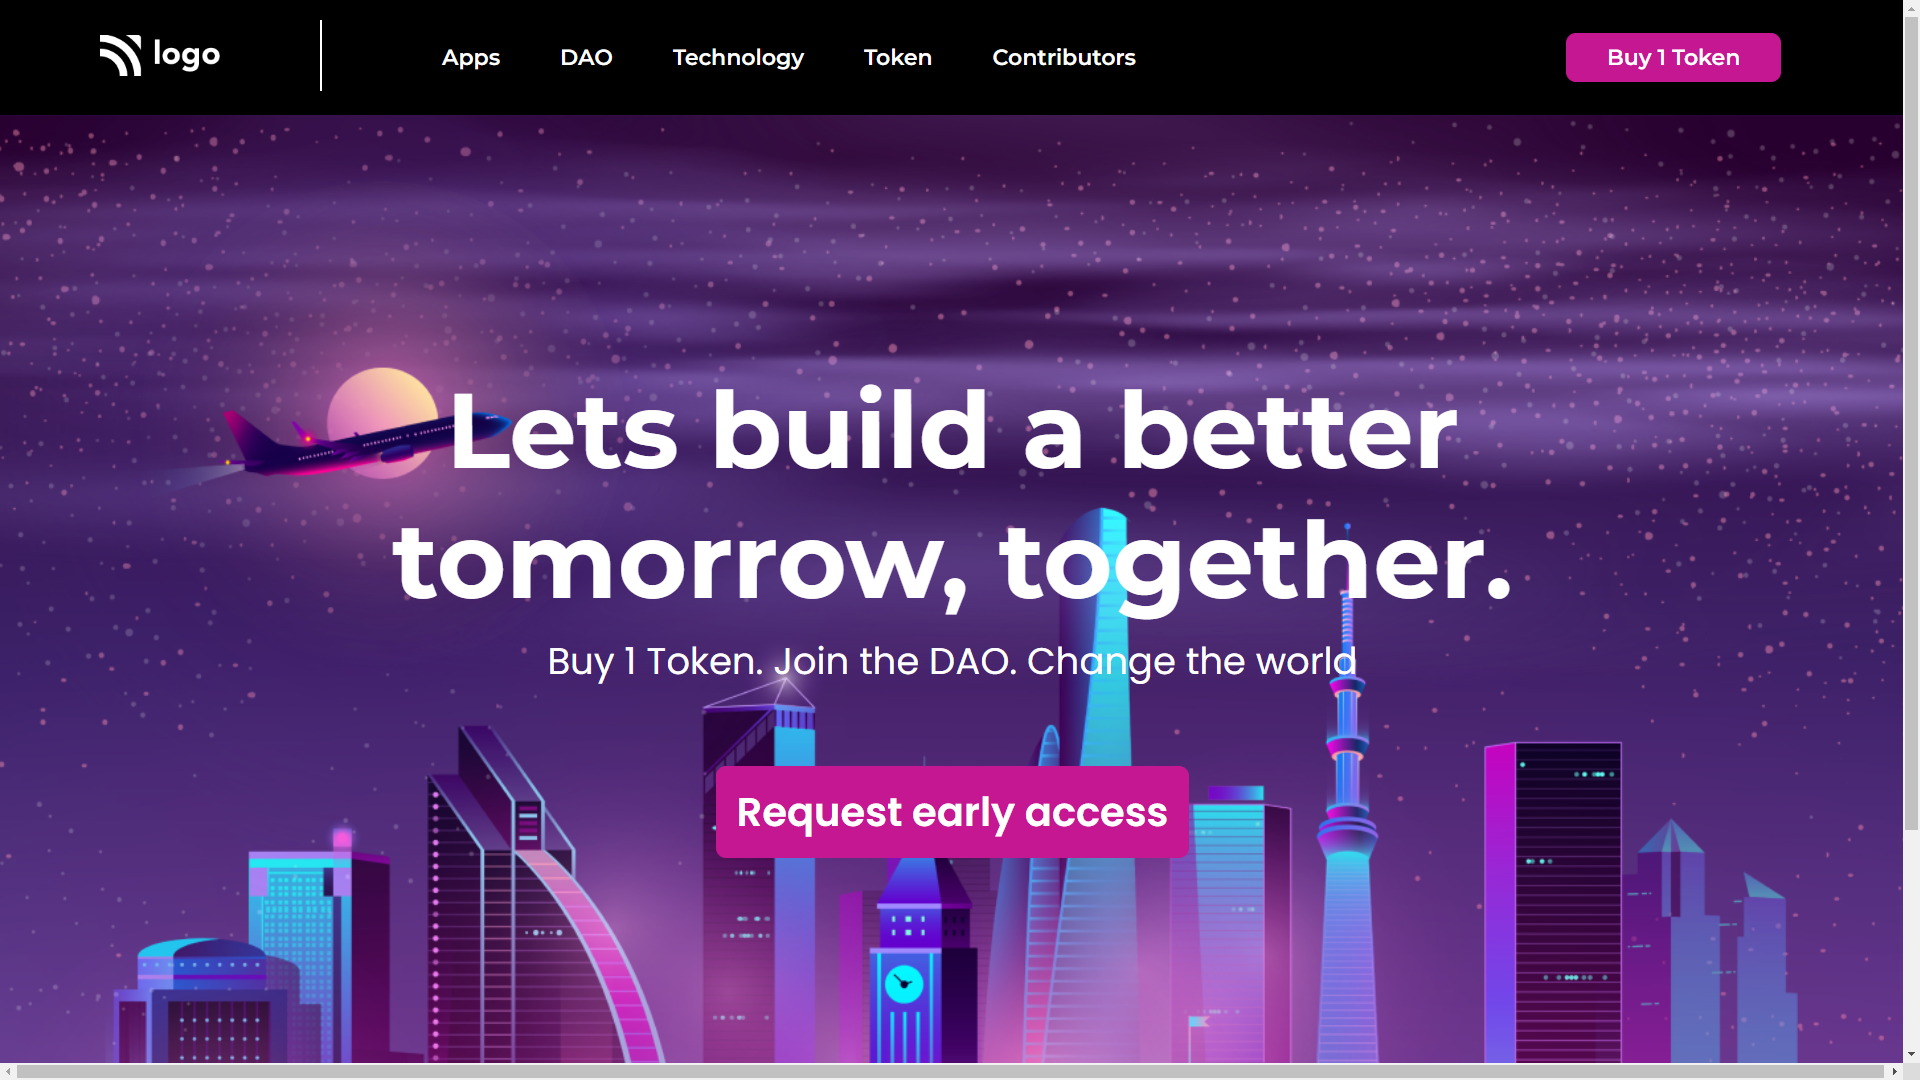 logo
Apps
DAO
Technology
Token
Contributors
Buy 1 Token
Lets build a better
tomorrow, together.
Buy 1 Token. Join the DAO. Change the world
Request early access